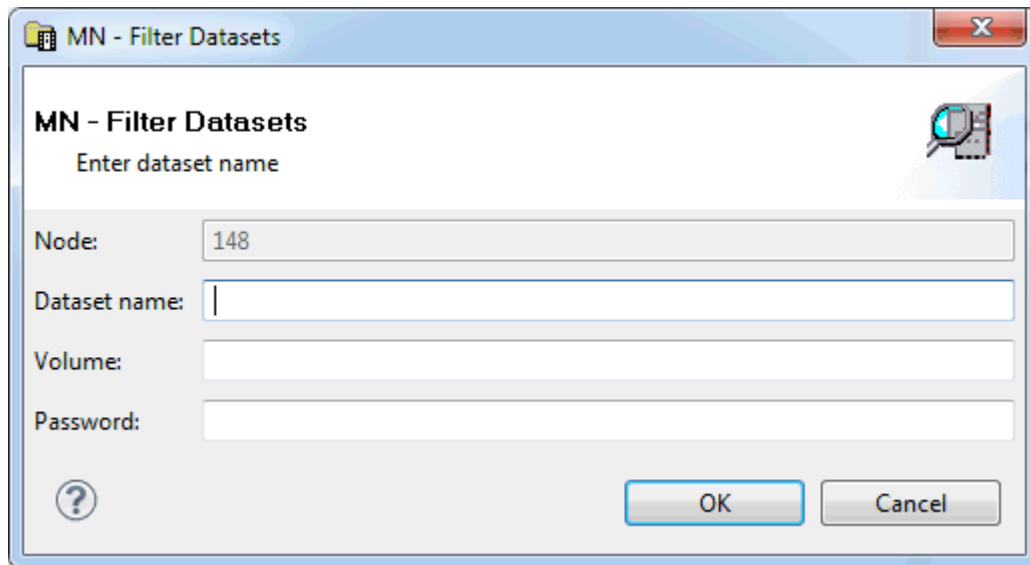 MN - Filter Datasets
MN - Filter Datasets
Enter dataset name
Node: 148
Dataset name:
Volume:
Password:
? OK Cancel